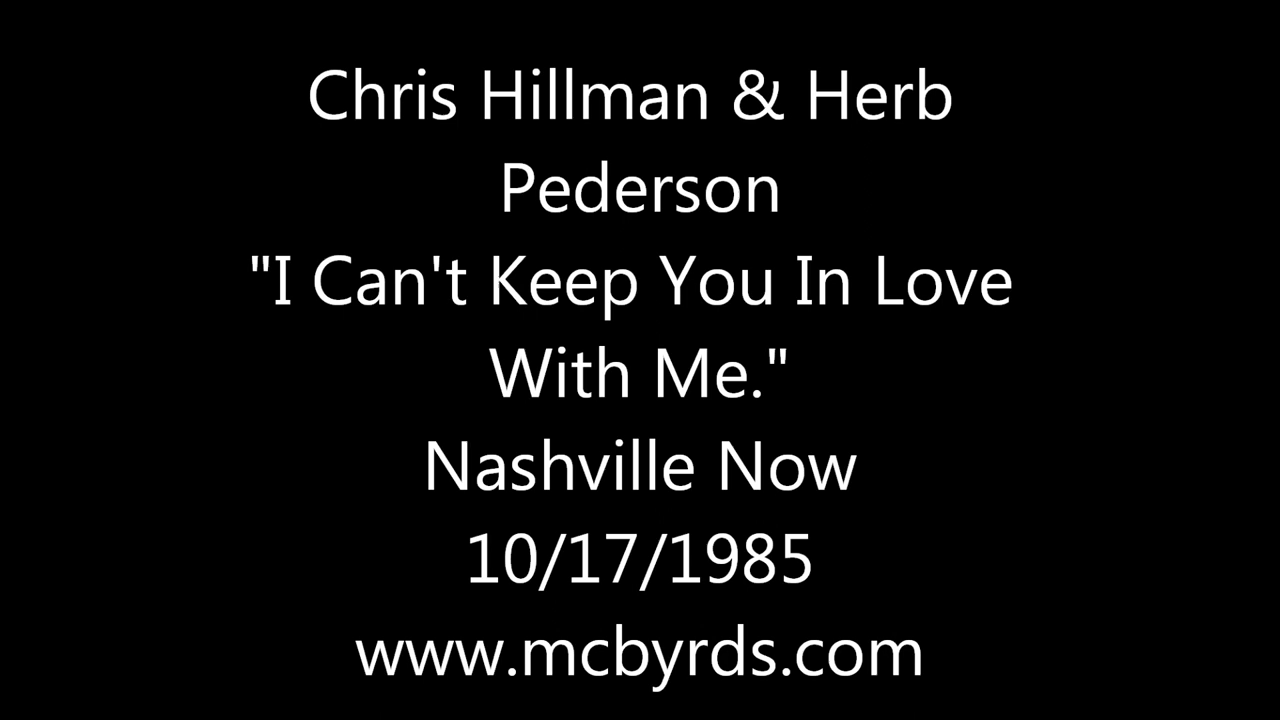 Chris Hillman & Herb
Pederson
"I Can't Keep You In Love
With Me."
Nashville Now
10/17/1985
www.mcbyrds.com